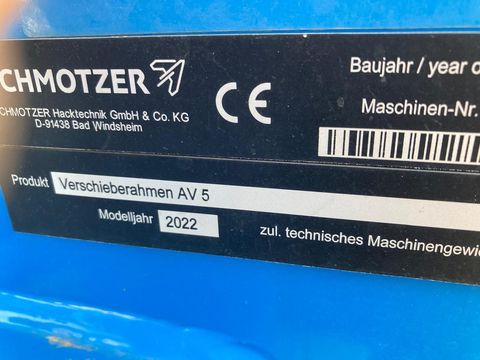 CHMOTZER
CHMOTZER Hacktechnik GmbH & Co. KG
D-91438 Bad Windsheim
CE
Baujahr / year o
Maschinen-Nr.
Produkt Verschieberahmen AV 5
Modelljahr 2022
zul. technisches Maschinengewi